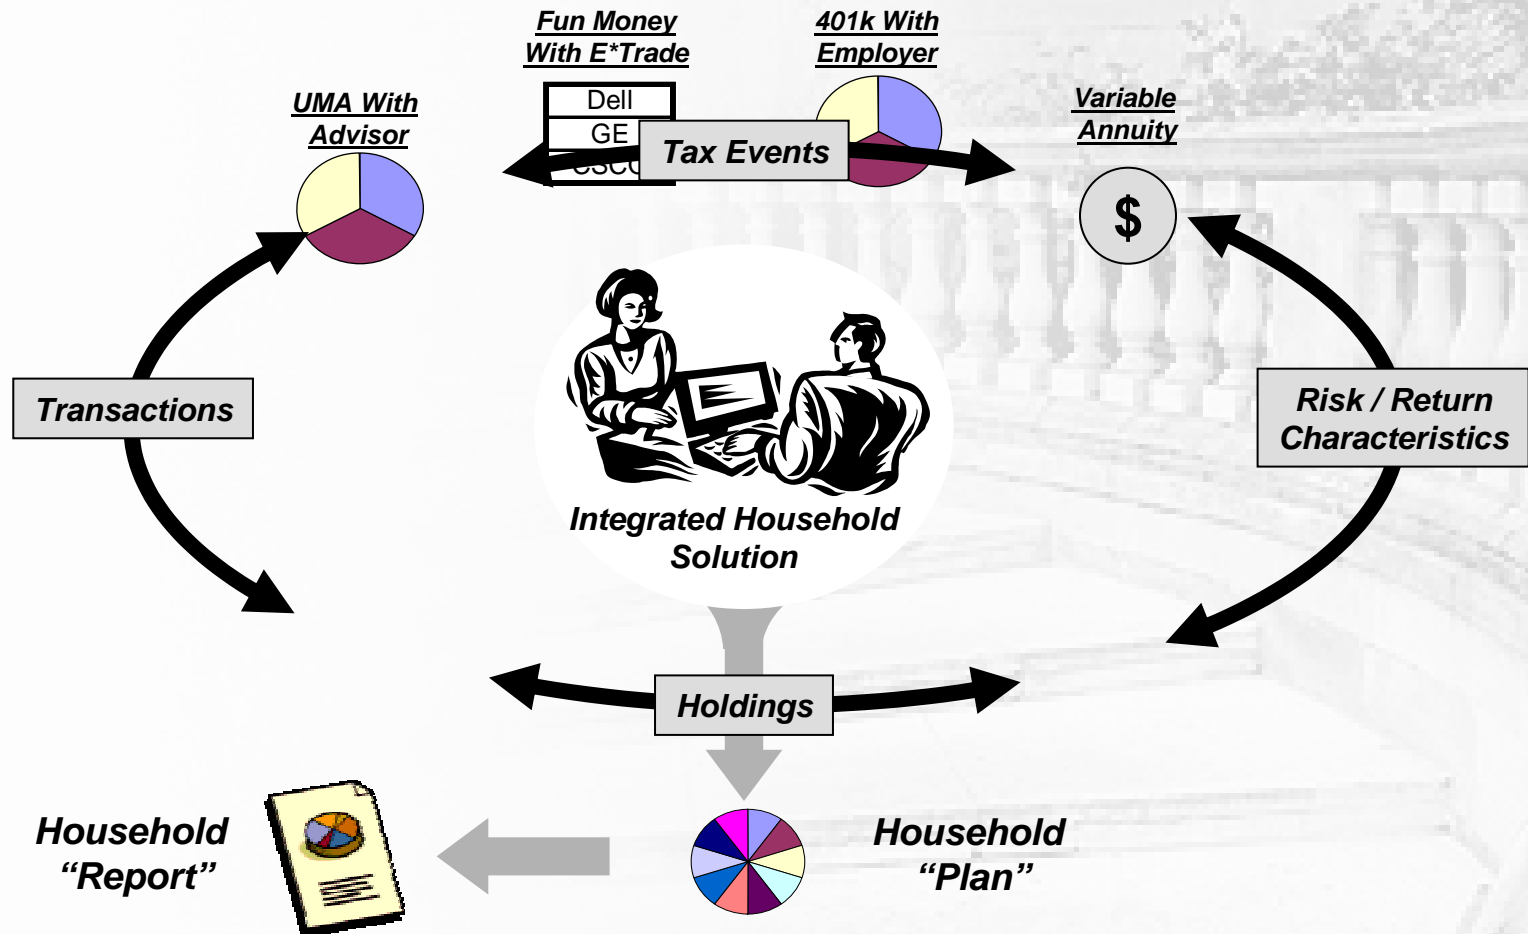 Fun Money
With E*Trade
401k With
Employer
UMA With
Advisor
Variable
Annuity
Dell
GE
CSCO
Tax Events
$
Transactions
Risk / Return
Characteristics
Integrated Household
Solution
Holdings
Household
“Report”
Household
“Plan”